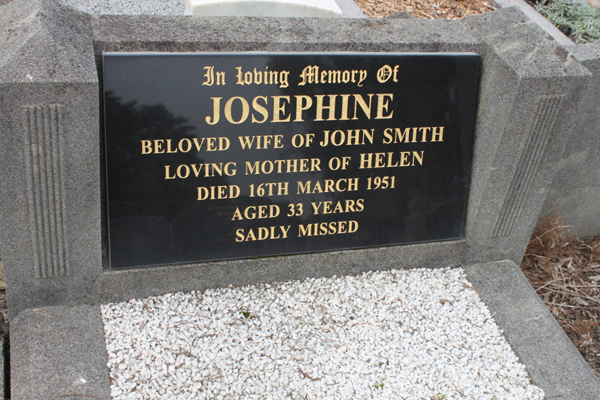 In Loving Memory Of
JOSEPHINE
BELOVED WIFE OF JOHN SMITH
LOVING MOTHER OF HELEN
DIED 16TH MARCH 1951
AGED 33 YEARS
SADLY MISSED